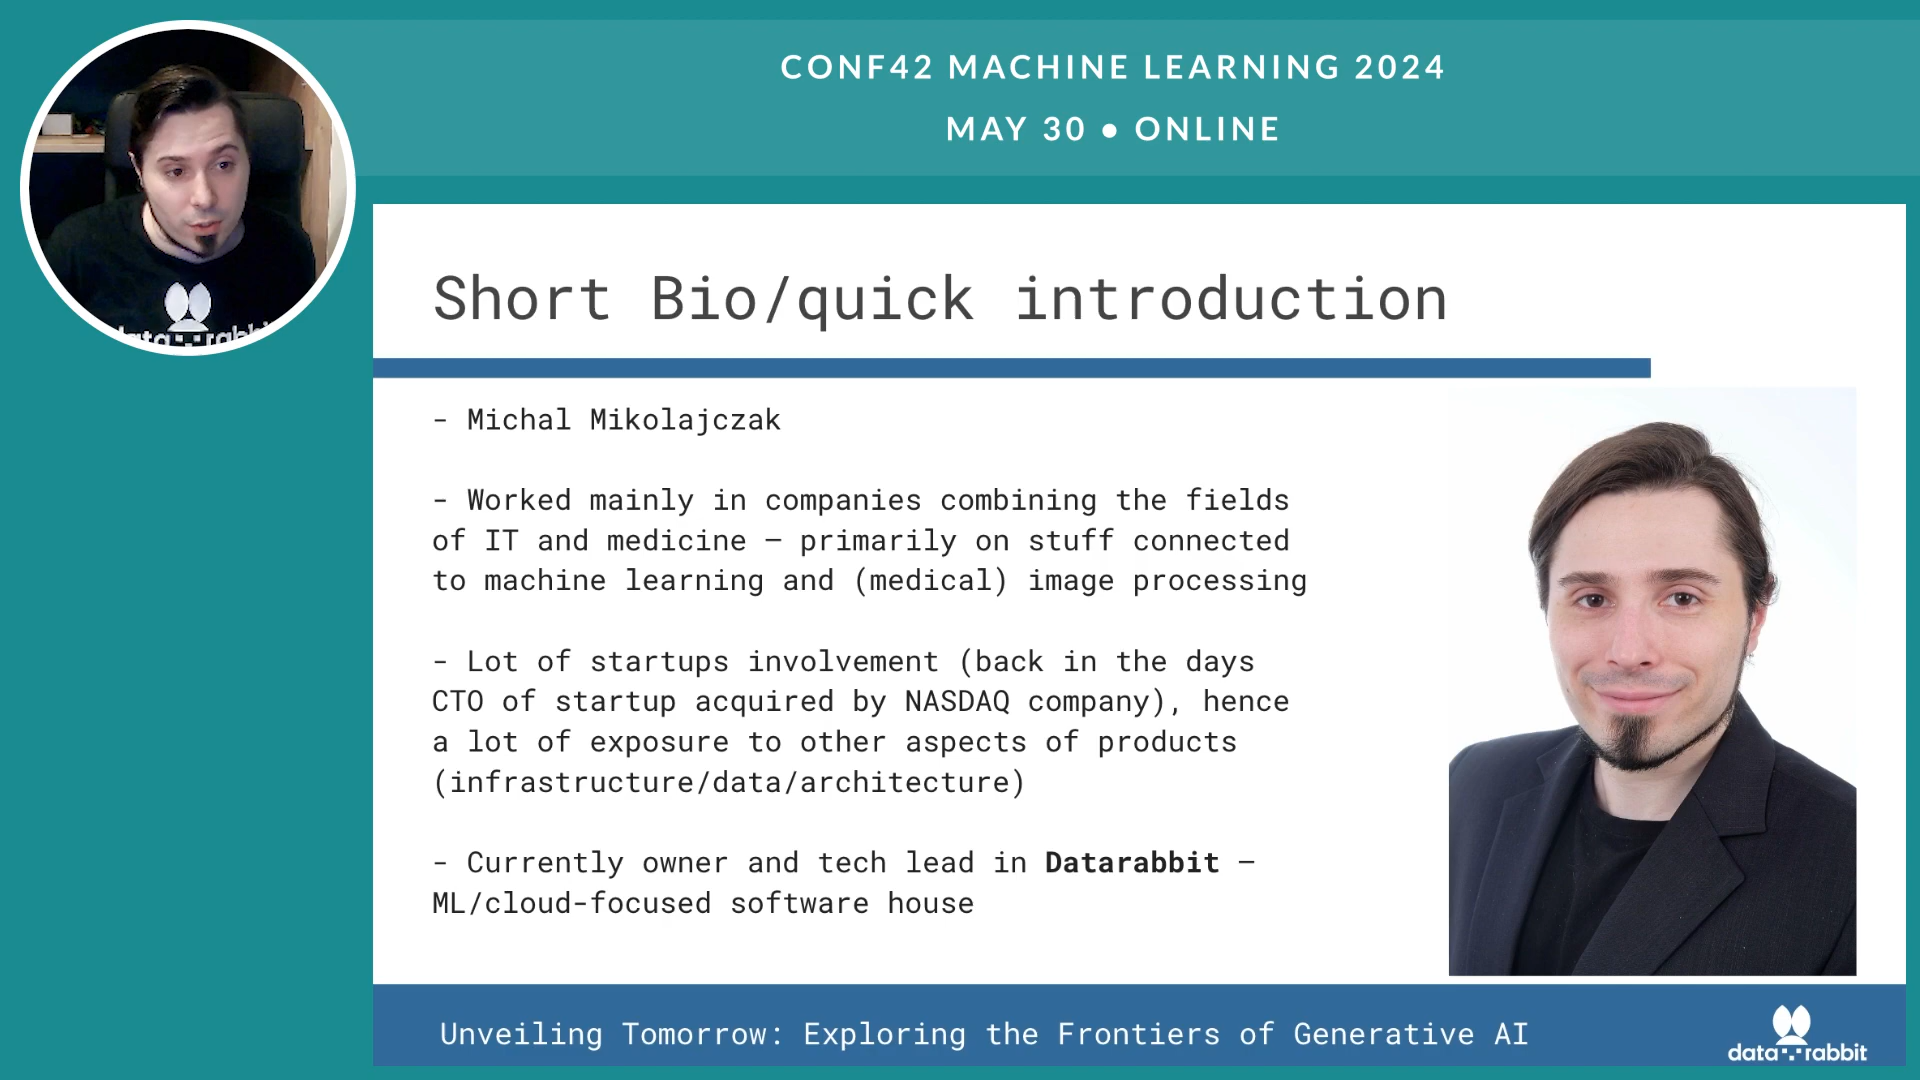 CONF42 MACHINE LEARNING 2024
MAY 30 ● ONLINE
Short Bio/quick introduction
- Michal Mikolajczak
- Worked mainly in companies combining the fields
of IT and medicine – primarily on stuff connected
to machine learning and (medical) image processing
- Lot of startups involvement (back in the days
CTO of startup acquired by NASDAQ company), hence
a lot of exposure to other aspects of products
(infrastructure/data/architecture)
- Currently owner and tech lead in Datarabbit –
ML/cloud-focused software house
Unveiling Tomorrow: Exploring the Frontiers of Generative AI
data rabbit